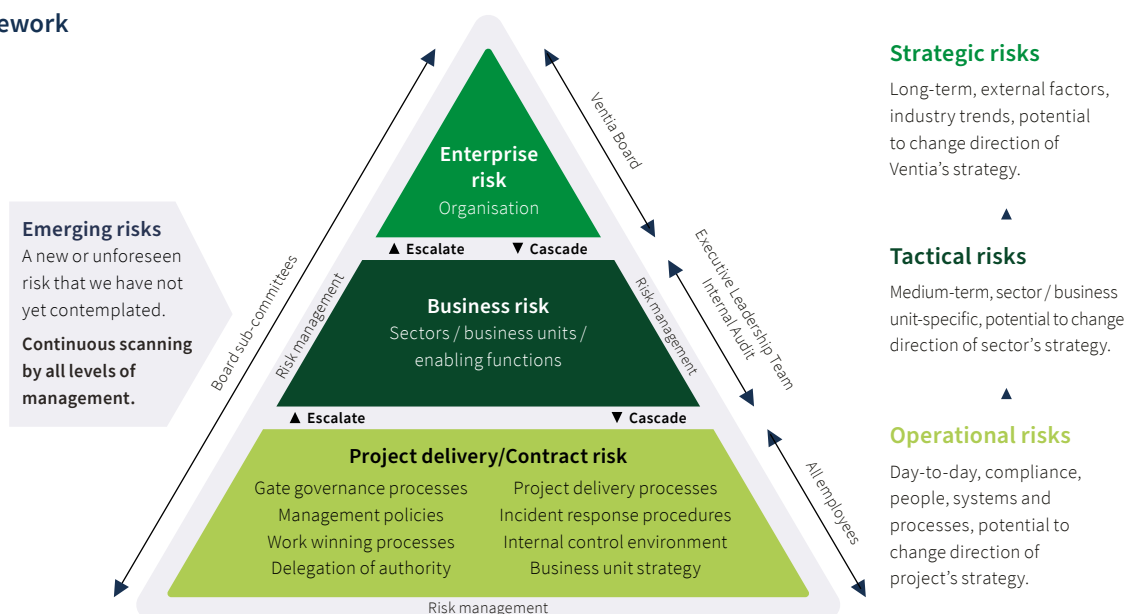 ework
Emerging risks
A new or unforeseen
risk that we have not
yet contemplated.
Continuous scanning
by all levels of
management.
Board sub-committees
Risk management
Enterprise
risk
Organisation
▲ Escalate ▼ Cascade
Business risk
Sectors / business units /
enabling functions
▲ Escalate ▼ Cascade
Project delivery/Contract risk
Gate governance processes
Management policies
Work winning processes
Delegation of authority
Project delivery processes
Incident response procedures
Internal control environment
Business unit strategy
Risk management
Risk management
Ventia Board
Executive Leadership Team
Internal Audit
All employees
Strategic risks
Long-term, external factors,
industry trends, potential
to change direction of
Ventia’s strategy.
▲
Tactical risks
Medium-term, sector / business
unit-specific, potential to change
direction of sector’s strategy.
▲
Operational risks
Day-to-day, compliance,
people, systems and
processes, potential to
change direction of
project’s strategy.